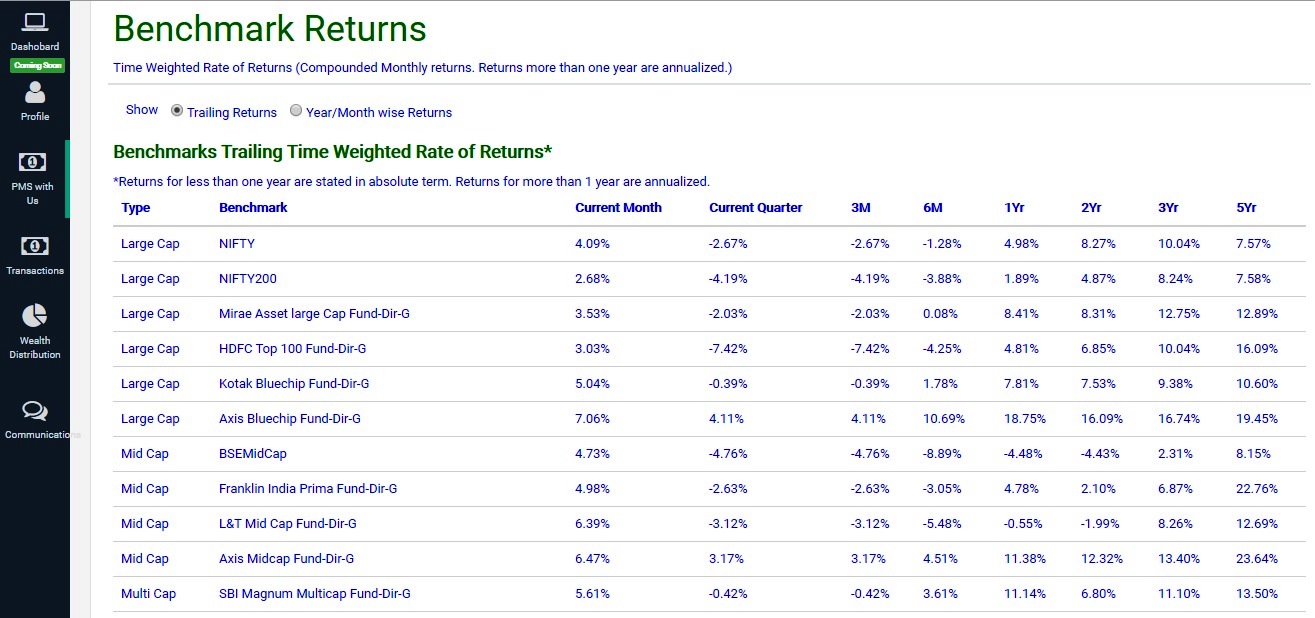 Dashobard
Coming Soon
Profile
PMS with
Us
Transactions
Wealth
Distribution
Communications
Benchmark Returns
Time Weighted Rate of Returns (Compounded Monthly returns. Returns more than one year are annualized.)
Show Trailing Returns Year/Month wise Returns
Benchmarks Trailing Time Weighted Rate of Returns*
*Returns for less than one year are stated in absolute term. Returns for more than 1 year are annualized.
Type Benchmark Current Month Current Quarter 3M 6M 1Yr 2Yr 3Yr 5Yr
Large Cap NIFTY 4.09% -2.67% -2.67% -1.28% 4.98% 8.27% 10.04% 7.57%
Large Cap NIFTY200 2.68% -4.19% -4.19% -3.88% 1.89% 4.87% 8.24% 7.58%
Large Cap Mirae Asset large Cap Fund-Dir-G 3.53% -2.03% -2.03% 0.08% 8.41% 8.31% 12.75% 12.89%
Large Cap HDFC Top 100 Fund-Dir-G 3.03% -7.42% -7.42% -4.25% 4.81% 6.85% 10.04% 16.09%
Large Cap Kotak Bluechip Fund-Dir-G 5.04% -0.39% -0.39% 1.78% 7.81% 7.53% 9.38% 10.60%
Large Cap Axis Bluechip Fund-Dir-G 7.06% 4.11% 4.11% 10.69% 18.75% 16.09% 16.74% 19.45%
Mid Cap BSEMidCap 4.73% -4.76% -4.76% -8.89% -4.48% -4.43% 2.31% 8.15%
Mid Cap Franklin India Prima Fund-Dir-G 4.98% -2.63% -2.63% -3.05% 4.78% 2.10% 6.87% 22.76%
Mid Cap L&T Mid Cap Fund-Dir-G 6.39% -3.12% -3.12% -5.48% -0.55% -1.99% 8.26% 12.69%
Mid Cap Axis Midcap Fund-Dir-G 6.47% 3.17% 3.17% 4.51% 11.38% 12.32% 13.40% 23.64%
Multi Cap SBI Magnum Multicap Fund-Dir-G 5.61% -0.42% -0.42% 3.61% 11.14% 6.80% 11.10% 13.50%